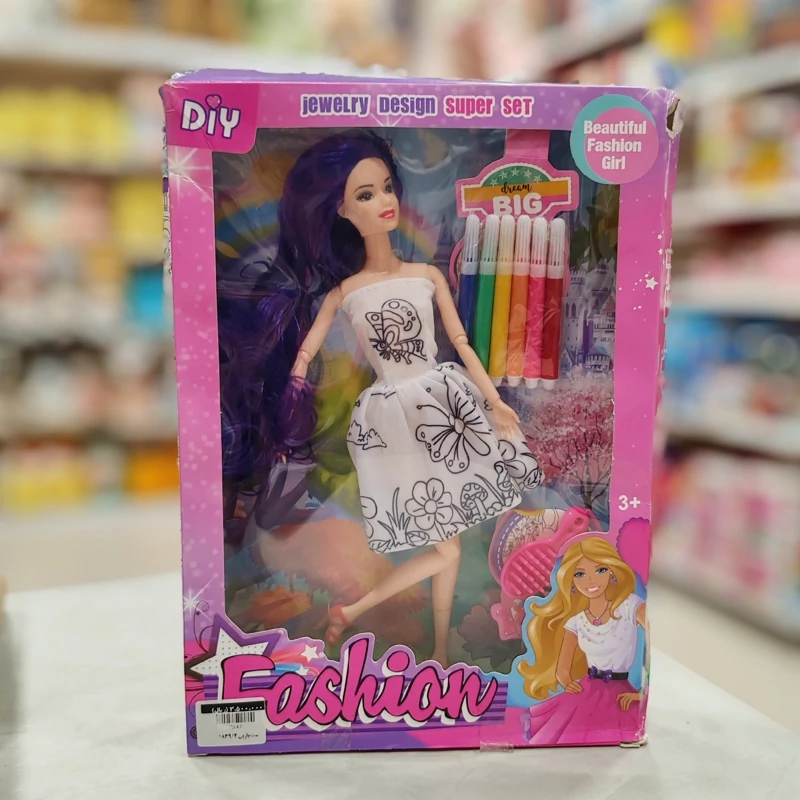 DIY
JEWELRY DESIGN SUPER SET
Beautiful
Fashion
Girl
dream
BIG
3+
Fashion